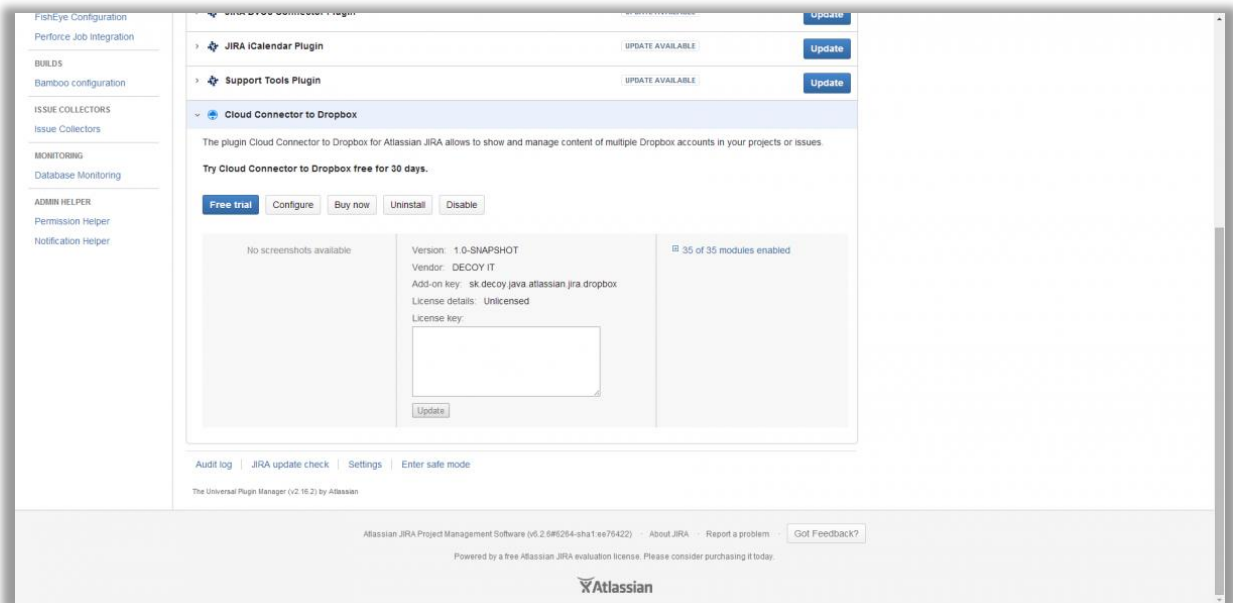 FishEye Configuration
Perforce Job Integration
BUILDS
Bamboo configuration
ISSUE COLLECTORS
Issue Collectors
MONITORING
Database Monitoring
ADMIN HELPER
Permission Helper
Notification Helper
JIRA DVCS Connector Plugin UPDATE AVAILABLE Update
JIRA iCalendar Plugin UPDATE AVAILABLE Update
Support Tools Plugin UPDATE AVAILABLE Update
Cloud Connector to Dropbox
The plugin Cloud Connector to Dropbox for Atlassian JIRA allows to show and manage content of multiple Dropbox accounts in your projects or issues.
Try Cloud Connector to Dropbox free for 30 days.
Free trial Configure Buy now Uninstall Disable
No screenshots available
Version: 1.0-SNAPSHOT
Vendor: DECOY IT
Add-on key: sk.decoy.java.atlassian.jira.dropbox
License details: Unlicensed
License key:
Update
35 of 35 modules enabled
Audit log JIRA update check Settings Enter safe mode
The Universal Plugin Manager (v2.16.2) by Atlassian
Atlassian JIRA Project Management Software (v6.2.6#6264-sha1:ee76422) · About JIRA · Report a problem · Got Feedback?
Powered by a free Atlassian JIRA evaluation license. Please consider purchasing it today.
Atlassian